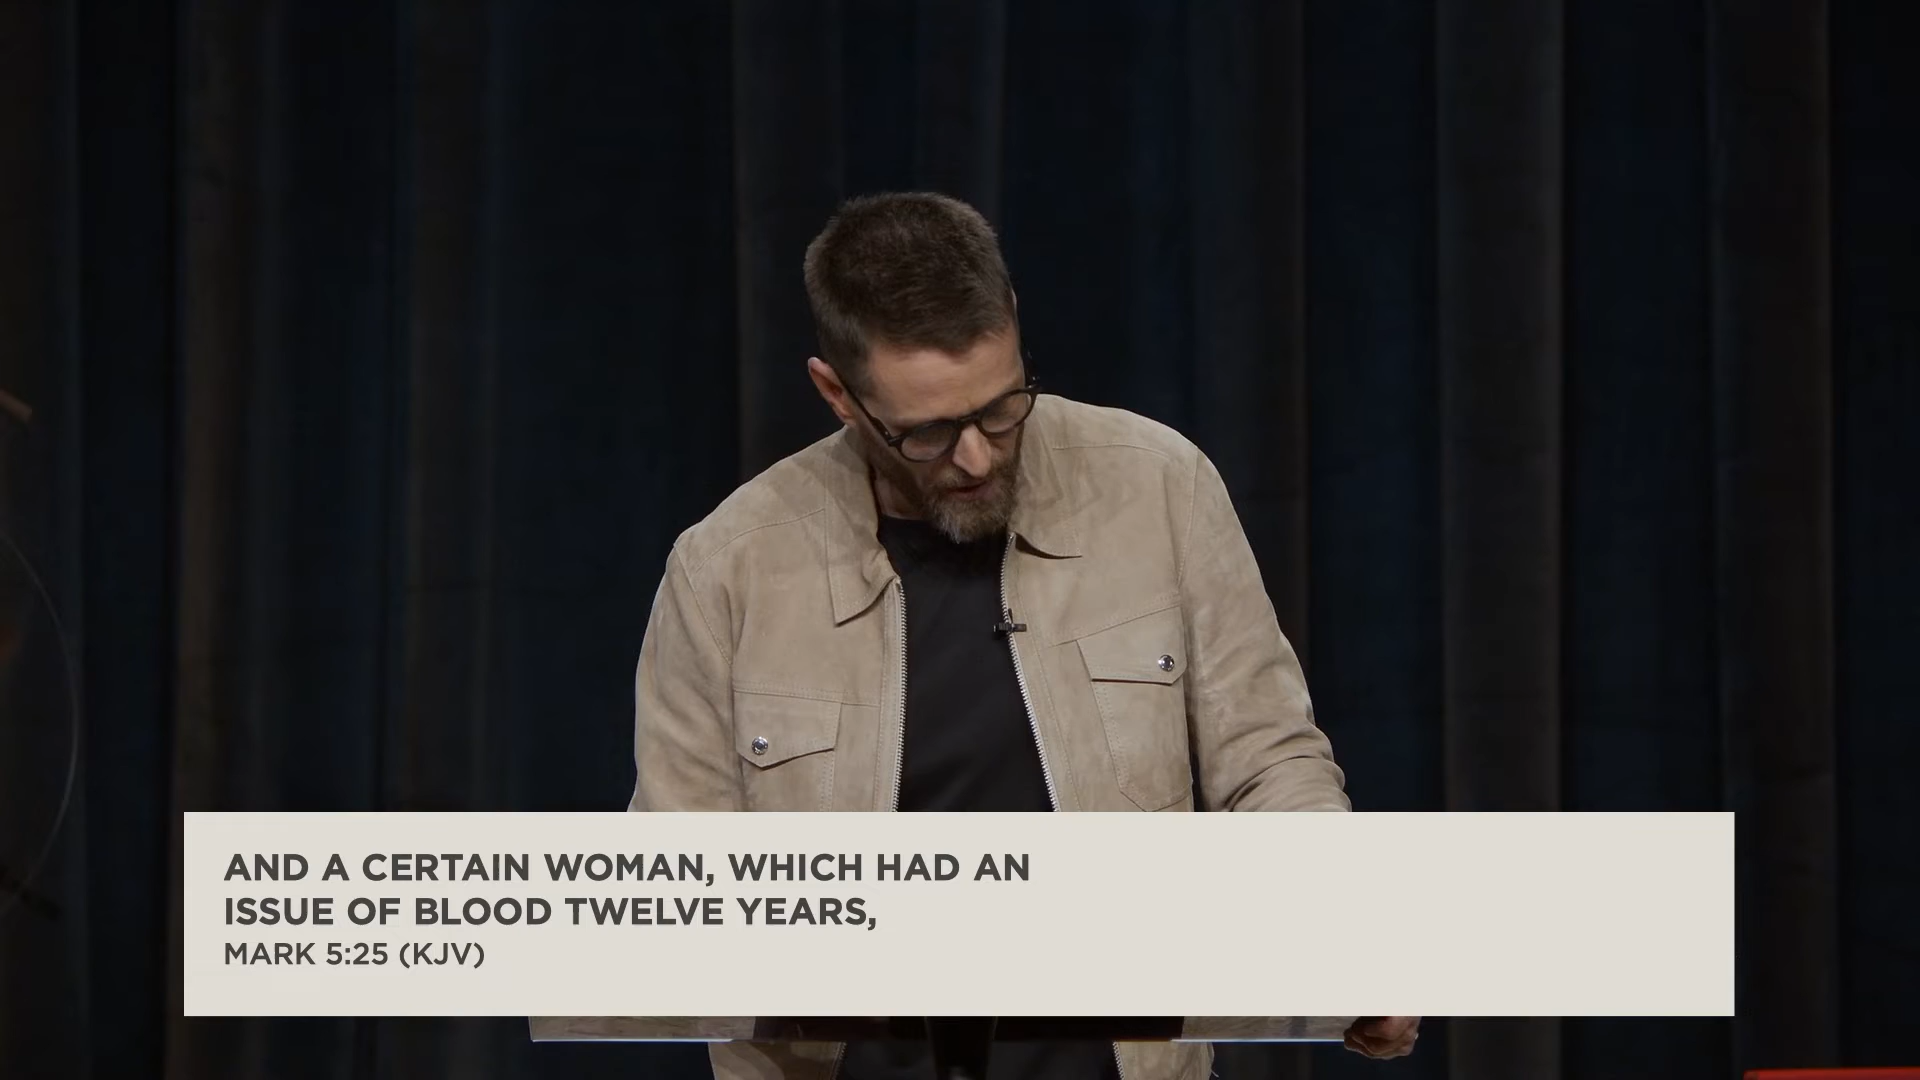 AND A CERTAIN WOMAN, WHICH HAD AN
ISSUE OF BLOOD TWELVE YEARS,
MARK 5:25 (KJV)